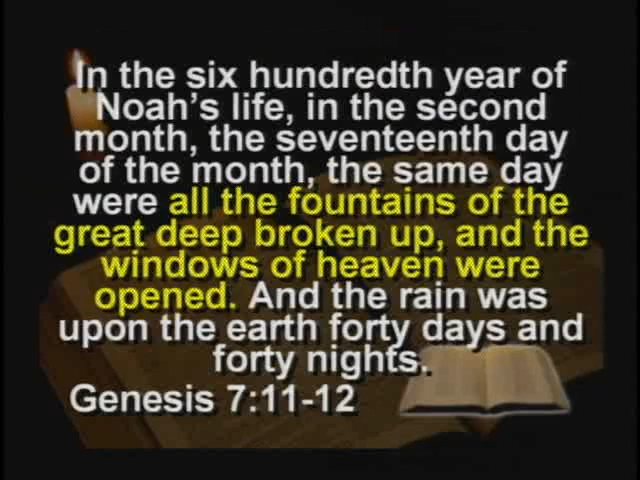 In the six hundredth year of
Noah's life, in the second
month, the seventeenth day
of the month, the same day
were all the fountains of the
great deep broken up, and the
windows of heaven were
opened. And the rain was
upon the earth forty days and
forty nights.
Genesis 7:11-12